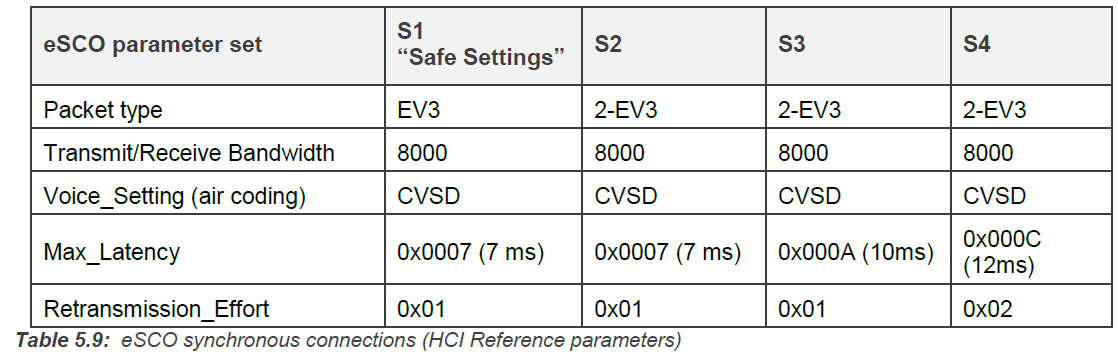 eSCO parameter set S1 “Safe Settings” S2 S3 S4
Packet type EV3 2-EV3 2-EV3 2-EV3
Transmit/Receive Bandwidth 8000 8000 8000 8000
Voice_Setting (air coding) CVSD CVSD CVSD CVSD
Max_Latency 0x0007 (7 ms) 0x0007 (7 ms) 0x000A (10ms) 0x000C (12ms)
Retransmission_Effort 0x01 0x01 0x01 0x02
Table 5.9: eSCO synchronous connections (HCI Reference parameters)